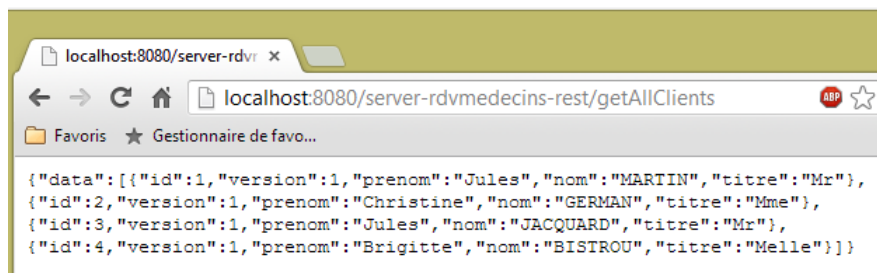 localhost:8080/server-rdvr
localhost:8080/server-rdvmedecins-rest/getAllClients
ABP
Favoris Gestionnaire de favo...
{"data":[{"id":1,"version":1,"prenom":"Jules","nom":"MARTIN","titre":"Mr"},
{"id":2,"version":1,"prenom":"Christine","nom":"GERMAN","titre":"Mme"},
{"id":3,"version":1,"prenom":"Jules","nom":"JACQUARD","titre":"Mr"},
{"id":4,"version":1,"prenom":"Brigitte","nom":"BISTROU","titre":"Melle"}]}